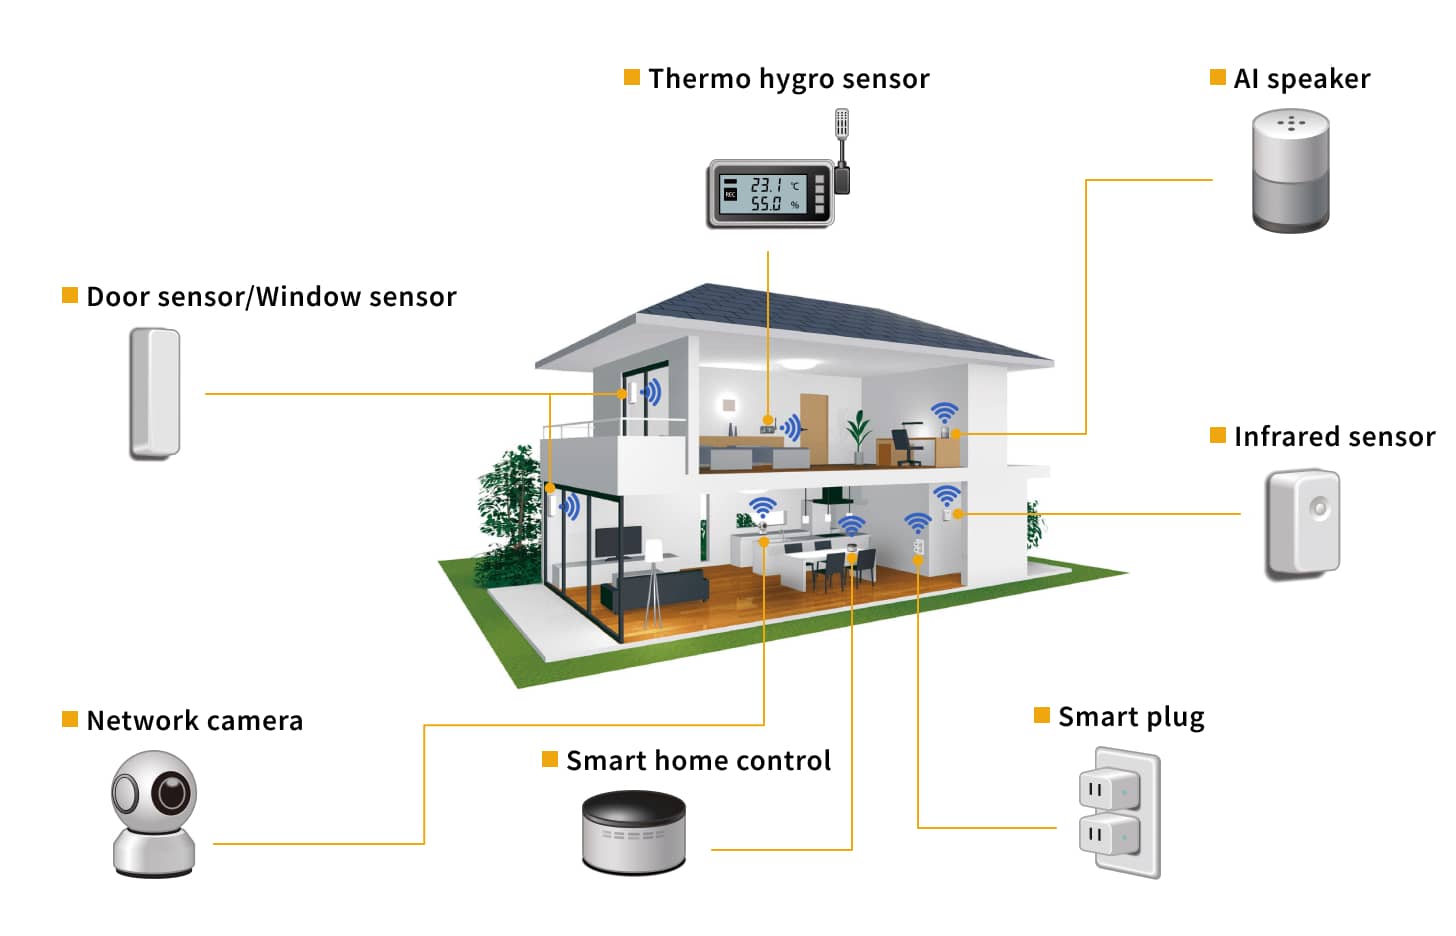 Thermo hygro sensor
AI speaker
REC
23.1 ℃
55.0 %
Door sensor/Window sensor
Infrared sensor
Network camera
Smart home control
Smart plug